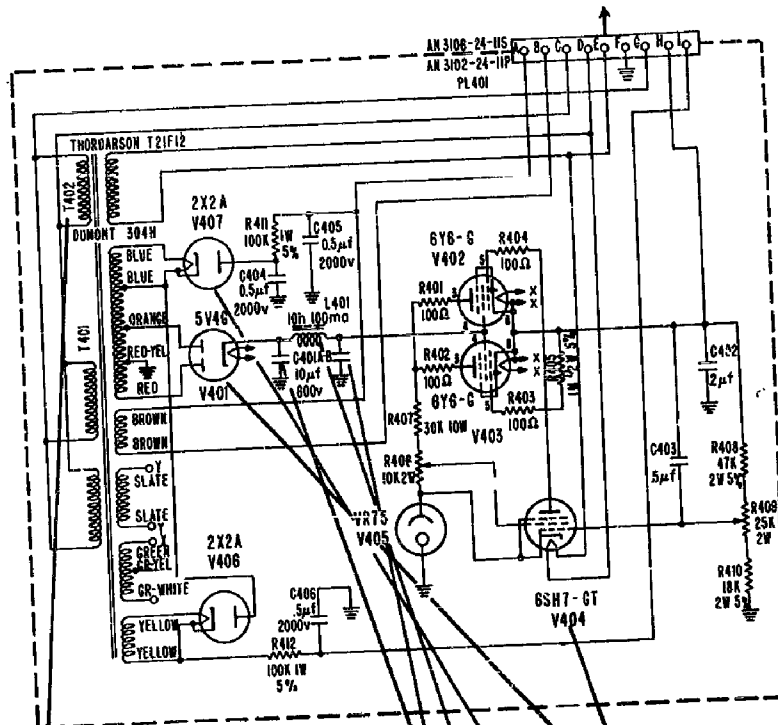 AN 3106-24-11S
AN 3102-24-11P
PL401
A B C D E F G H I
THORDARSON T21F12
T402
DUMONT 304H
2X2A
V407
BLUE
BLUE
ORANGE
RED-YEL
RED
BROWN
BROWN
T401
Y
SLATE
SLATE
Y
GREEN
GR-YEL
GR-WHITE
YELLOW
YELLOW
R411
100K
1W
5%
C405
0.5µf
2000v
C404
0.5µf
2000v
5V4G
V401
L401
10h 100ma
C401A-B
10µf
600v
6Y6-G
V402
R404
100Ω
R401
100Ω
S
3
X
X
R402
100Ω
3
X
X
S
6Y6-G
V403
R403
100Ω
R405
R407
30K 10W
R406
10K 2W
VR75
V405
6SH7-GT
V404
C403
.5µf
2µf
R408
47K
2W 5%
R409
25K
2W
R410
18K
2W 5%
2X2A
V406
C406
.5µf
2000v
R412
100K 1W
5%